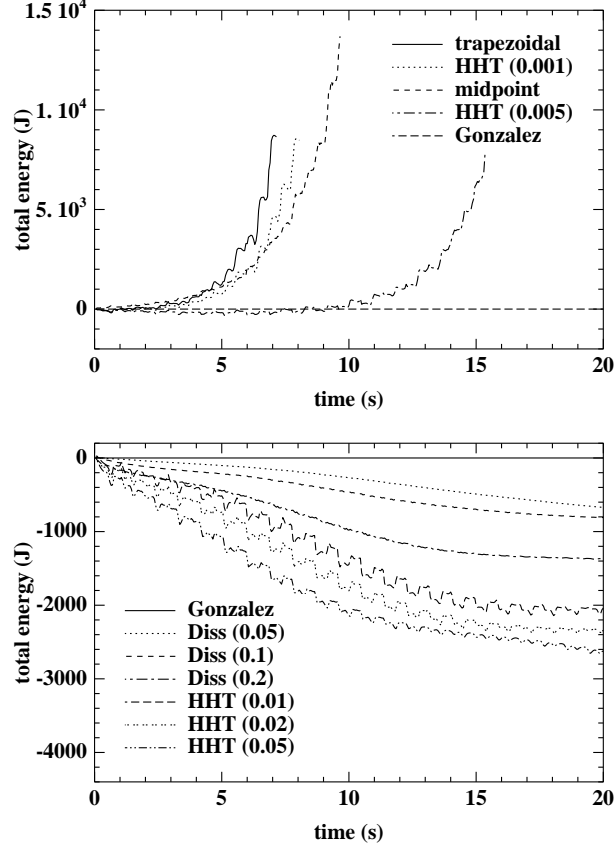 1.5 10⁴
1. 10⁴
5. 10³
0
total energy (J)
trapezoidal
HHT (0.001)
midpoint
HHT (0.005)
Gonzalez
0 5 10 15 20
time (s)
0
-1000
-2000
-3000
-4000
total energy (J)
Gonzalez
Diss (0.05)
Diss (0.1)
Diss (0.2)
HHT (0.01)
HHT (0.02)
HHT (0.05)
0 5 10 15 20
time (s)